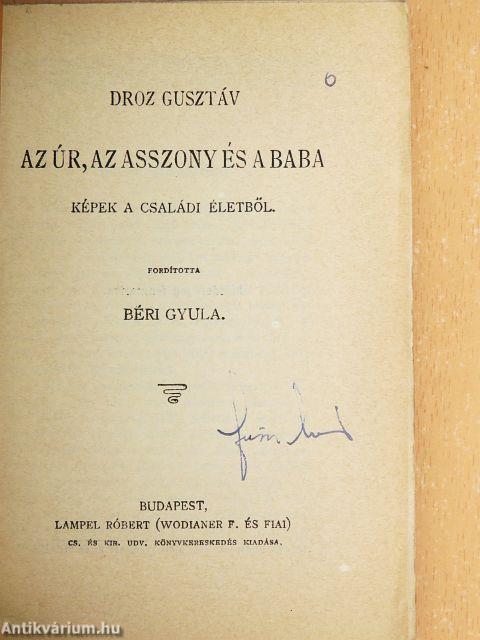 6
DROZ GUSZTÁV
AZ ÚR, AZ ASSZONY ÉS A BABA
KÉPEK A CSALÁDI ÉLETBŐL.
FORDÍTOTTA
BÉRI GYULA.
BUDAPEST,
LAMPEL RÓBERT (WODIANER F. ÉS FIAI)
CS. ÉS KIR. UDV. KÖNYVKERESKEDÉS KIADÁSA.
Antikvárium.hu